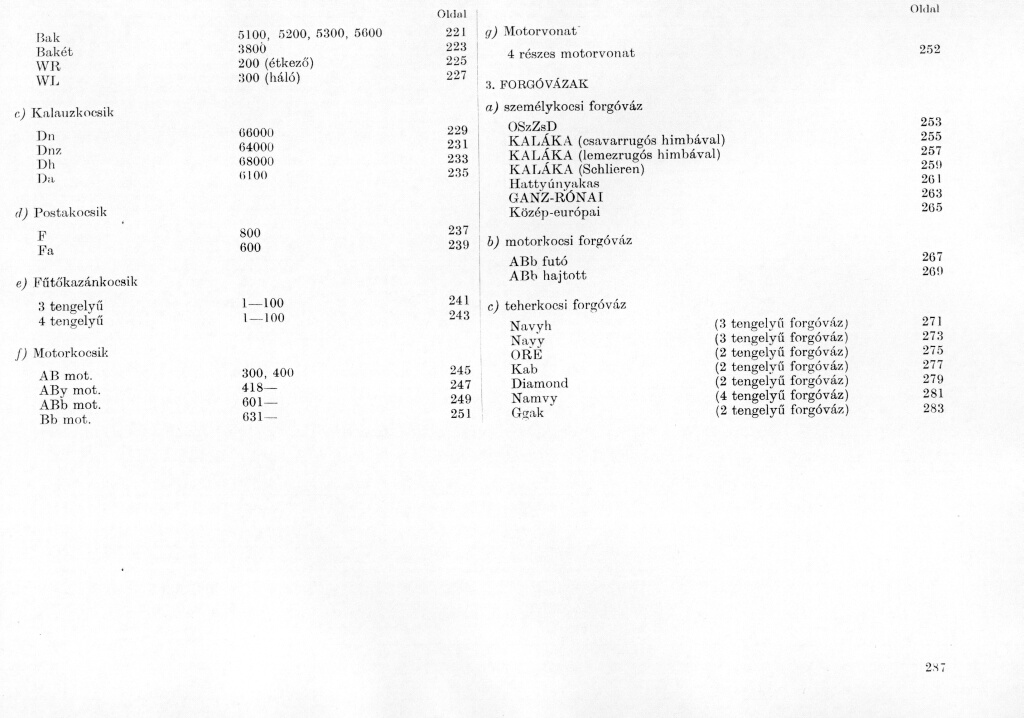 Oldal
Bak 5100, 5200, 5300, 5600 221
Bakét 3800 223
WR 200 (étkező) 225
WL 300 (háló) 227
c) Kalauzkocsik
Dn 66000 229
Dnz 64000 231
Dh 68000 233
Da 6100 235
d) Postakocsik
F 800 237
Fa 600 239
e) Fűtőkazánkocsik
3 tengelyű 1—100 241
4 tengelyű 1—100 243
f) Motorkocsik
AB mot. 300, 400 245
ABy mot. 418— 247
ABb mot. 601— 249
Bb mot. 631— 251
Oldal
g) Motorvonat
4 részes motorvonat 252
3. FORGÓVÁZAK
a) személykocsi forgóváz
OSzZsD 253
KALÁKA (csavarrugós himbával) 255
KALÁKA (lemezrugós himbával) 257
KALÁKA (Schlieren) 259
Hattyúnyakas 261
GANZ-RÓNAI 263
Közép-európai 265
b) motorkocsi forgóváz
ABb futó 267
ABb hajtott 269
c) teherkocsi forgóváz
Navyh (3 tengelyű forgóváz) 271
Navy (3 tengelyű forgóváz) 273
ORE (2 tengelyű forgóváz) 275
Kab (2 tengelyű forgóváz) 277
Diamond (2 tengelyű forgóváz) 279
Namvy (4 tengelyű forgóváz) 281
Ggak (2 tengelyű forgóváz) 283
287